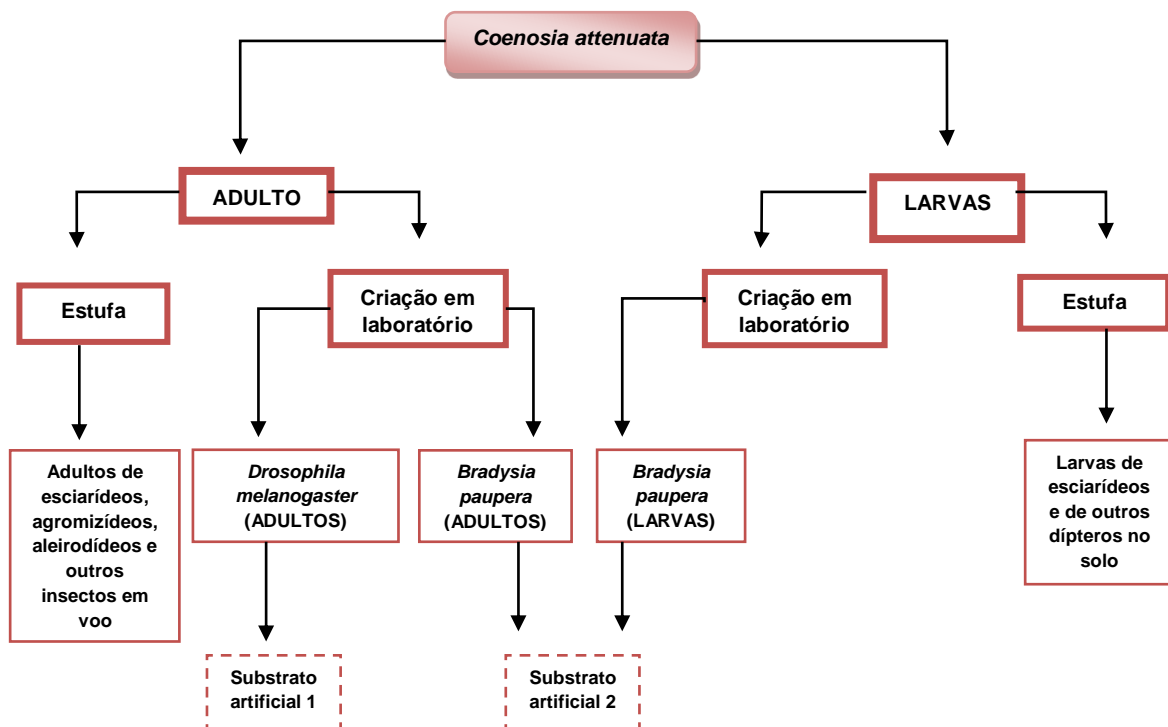 Coenosia attenuata
ADULTO
LARVAS
Estufa
Criação em
laboratório
Criação em
laboratório
Estufa
Adultos de
esciarídeos,
agromizídeos,
aleirodídeos e
outros
insectos em
voo
Drosophila
melanogaster
(ADULTOS)
Bradysia
paupera
(ADULTOS)
Bradysia
paupera
(LARVAS)
Larvas de
esciarídeos
e de outros
dípteros no
solo
Substrato
artificial 1
Substrato
artificial 2